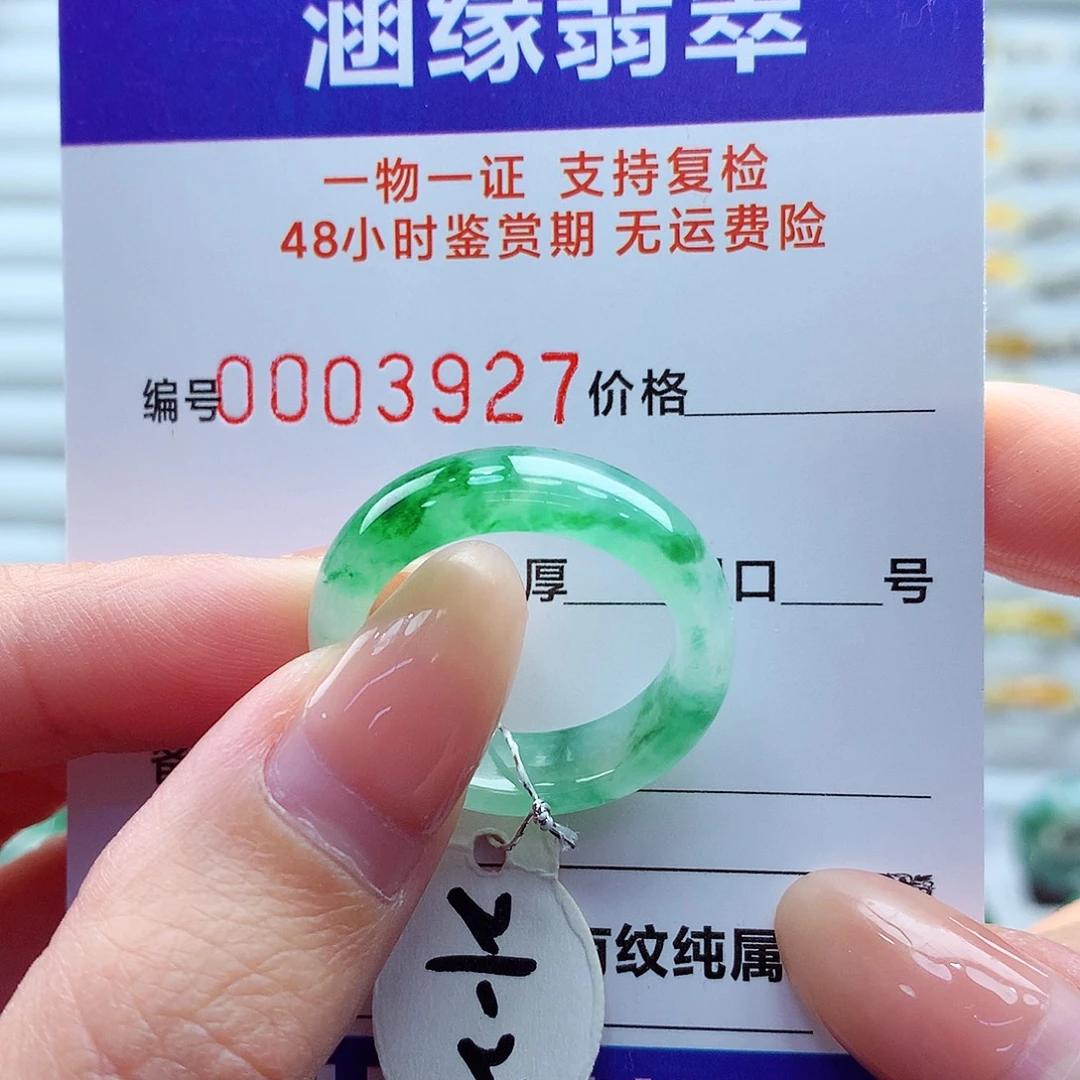 涵缘翡翠
一物一证 支持复检
48小时鉴赏期 无运费险
编号0003927价格
厚 口 号
纹纯属